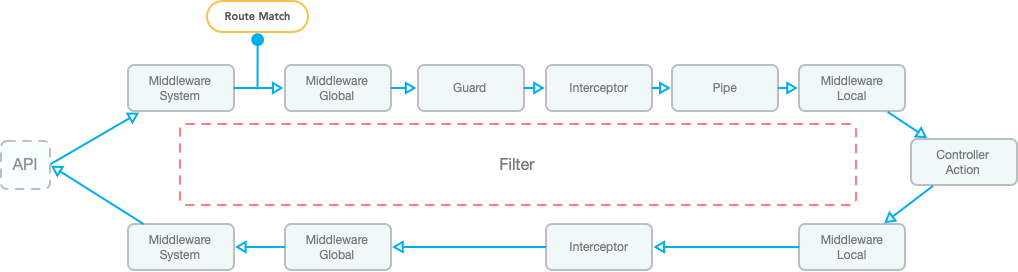 Route Match
Middleware
System
Middleware
Global
Guard
Interceptor
Pipe
Middleware
Local
API
Filter
Controller
Action
Middleware
System
Middleware
Global
Interceptor
Middleware
Local